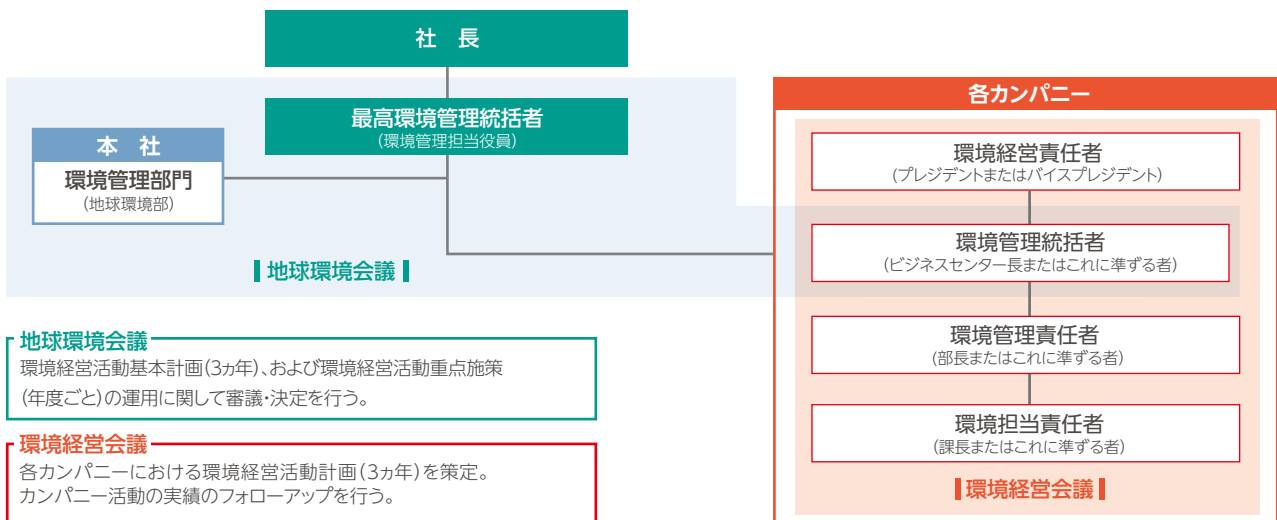 社 長
最高環境管理統括者
(環境管理担当役員)
本 社
環境管理部門
(地球環境部)
地球環境会議
各カンパニー
環境経営責任者
(プレジデントまたはバイスプレジデント)
環境管理統括者
(ビジネスセンター長またはこれに準ずる者)
環境管理責任者
(部長またはこれに準ずる者)
環境担当責任者
(課長またはこれに準ずる者)
環境経営会議
地球環境会議
環境経営活動基本計画(3ヵ年)、および環境経営活動重点施策
(年度ごと)の運用に関して審議・決定を行う。
環境経営会議
各カンパニーにおける環境経営活動計画(3ヵ年)を策定。
カンパニー活動の実績のフォローアップを行う。